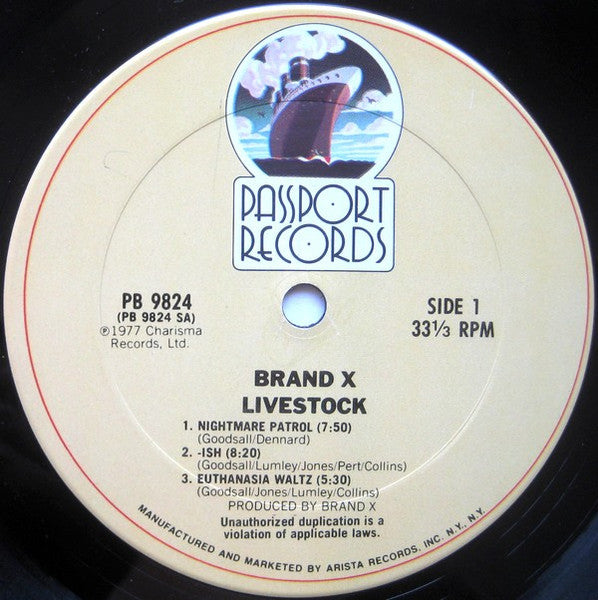 PASSPORT
RECORDS
PB 9824
(PB 9824 SA)
℗1977 Charisma
Records, Ltd.
SIDE 1
33⅓ RPM
BRAND X
LIVESTOCK
1. NIGHTMARE PATROL (7:50)
(Goodsall/Dennard)
2. -ISH (8:20)
(Goodsall/Lumley/Jones/Pert/Collins)
3. EUTHANASIA WALTZ (5:30)
(Goodsall/Jones/Lumley/Collins)
PRODUCED BY BRAND X
Unauthorized duplication is a
violation of applicable laws.
MANUFACTURED AND MARKETED BY ARISTA RECORDS, INC. N.Y., N.Y.